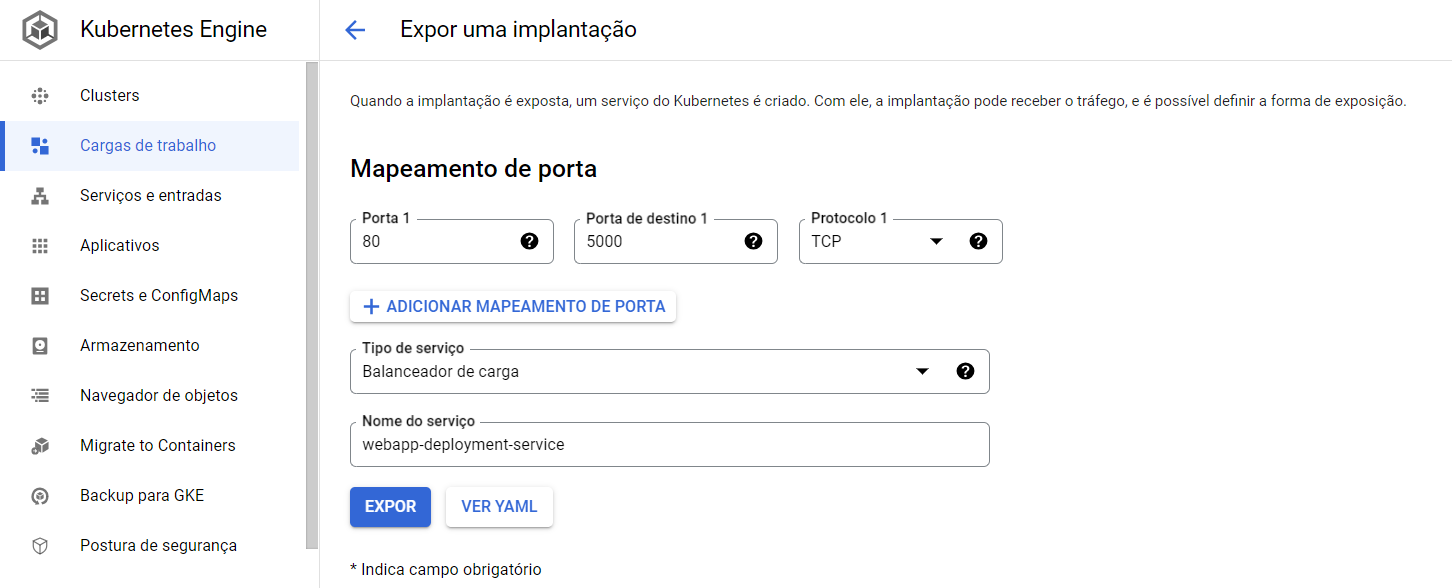 Kubernetes Engine
Expor uma implantação
Clusters
Cargas de trabalho
Serviços e entradas
Aplicativos
Secrets e ConfigMaps
Armazenamento
Navegador de objetos
Migrate to Containers
Backup para GKE
Postura de segurança
Quando a implantação é exposta, um serviço do Kubernetes é criado. Com ele, a implantação pode receber o tráfego, e é possível definir a forma de exposição.
Mapeamento de porta
Porta 1
80
Porta de destino 1
5000
Protocolo 1
TCP
+ ADICIONAR MAPEAMENTO DE PORTA
Tipo de serviço
Balanceador de carga
Nome do serviço
webapp-deployment-service
EXPOR
VER YAML
* Indica campo obrigatório